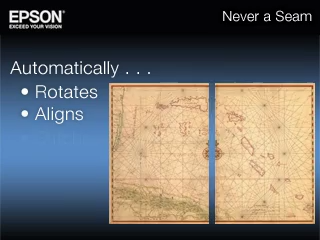 EPSON®
EXCEED YOUR VISION
Never a Seam
Automatically . . .
• Rotates
• Aligns